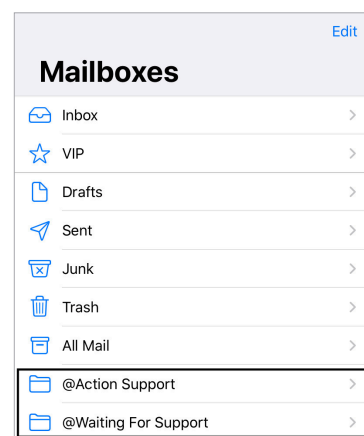 Edit
Mailboxes
Inbox
VIP
Drafts
Sent
Junk
Trash
All Mail
@Action Support
@Waiting For Support